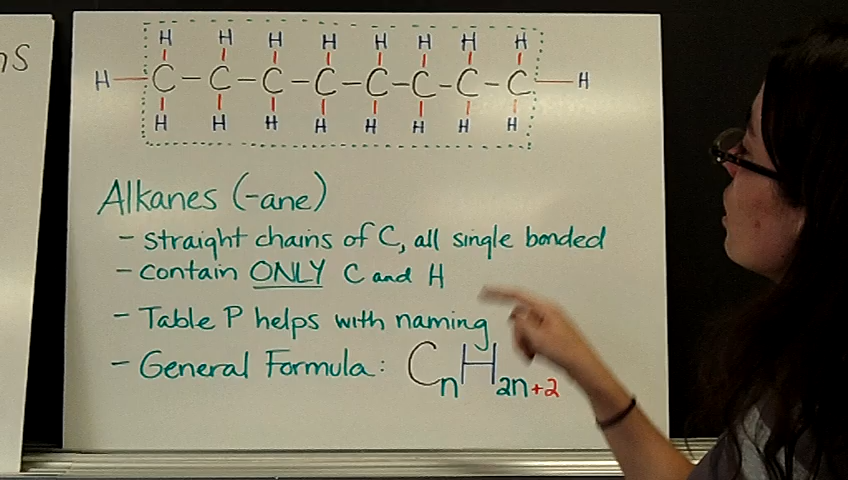 nS
H H H H H H H H
H—C—C—C—C—C—C—C—C—H
H H H H H H H H
Alkanes (-ane)
- straight chains of C, all single bonded
- contain ONLY C and H
- Table P helps with naming
- General Formula: CnH2n+2